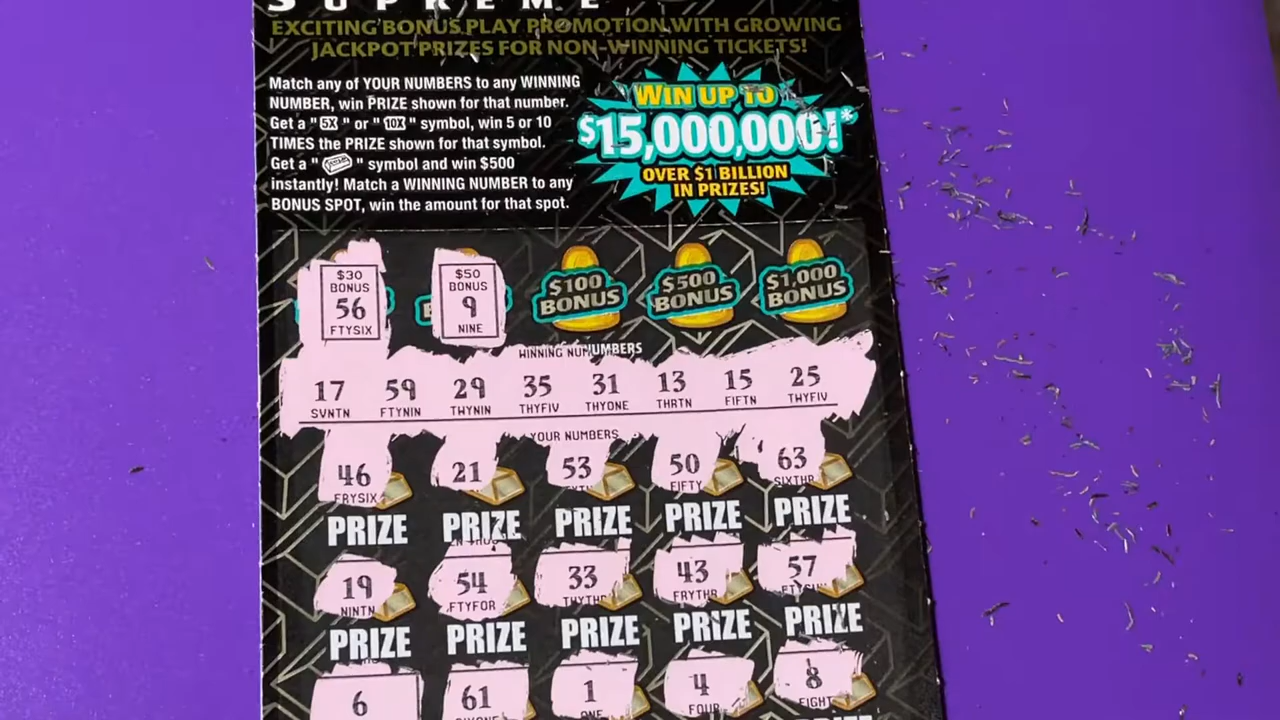 SUPREME
EXCITING BONUS PLAY PROMOTION WITH GROWING
JACKPOT PRIZES FOR NON-WINNING TICKETS!
Match any of YOUR NUMBERS to any WINNING
NUMBER, win PRIZE shown for that number.
Get a "5X" or "10X" symbol, win 5 or 10
TIMES the PRIZE shown for that symbol.
Get a " " symbol and win $500
instantly! Match a WINNING NUMBER to any
BONUS SPOT, win the amount for that spot.
WIN UP TO
$15,000,000!*
OVER $1 BILLION
IN PRIZES!
$30 BONUS 56 FTYSIX
$50 BONUS 9 NINE
$100 BONUS
$500 BONUS
$1,000 BONUS
WINNING NUMBERS
17 59 29 35 31 13 15 25
SVNTN FTYNIN TWYNIN THYFIV THYONE THRTN FIFTN TWYFIV
YOUR NUMBERS
46 21 53 50 63
FRYSIX FIFTY SIXTHR
PRIZE PRIZE PRIZE PRIZE PRIZE
19 54 33 43 57
NINTN FTYFOR THYTHR FRYTHR
PRIZE PRIZE PRIZE PRIZE PRIZE
6 61 1 4 8
ONE FOUR EIGHT
PRIZE